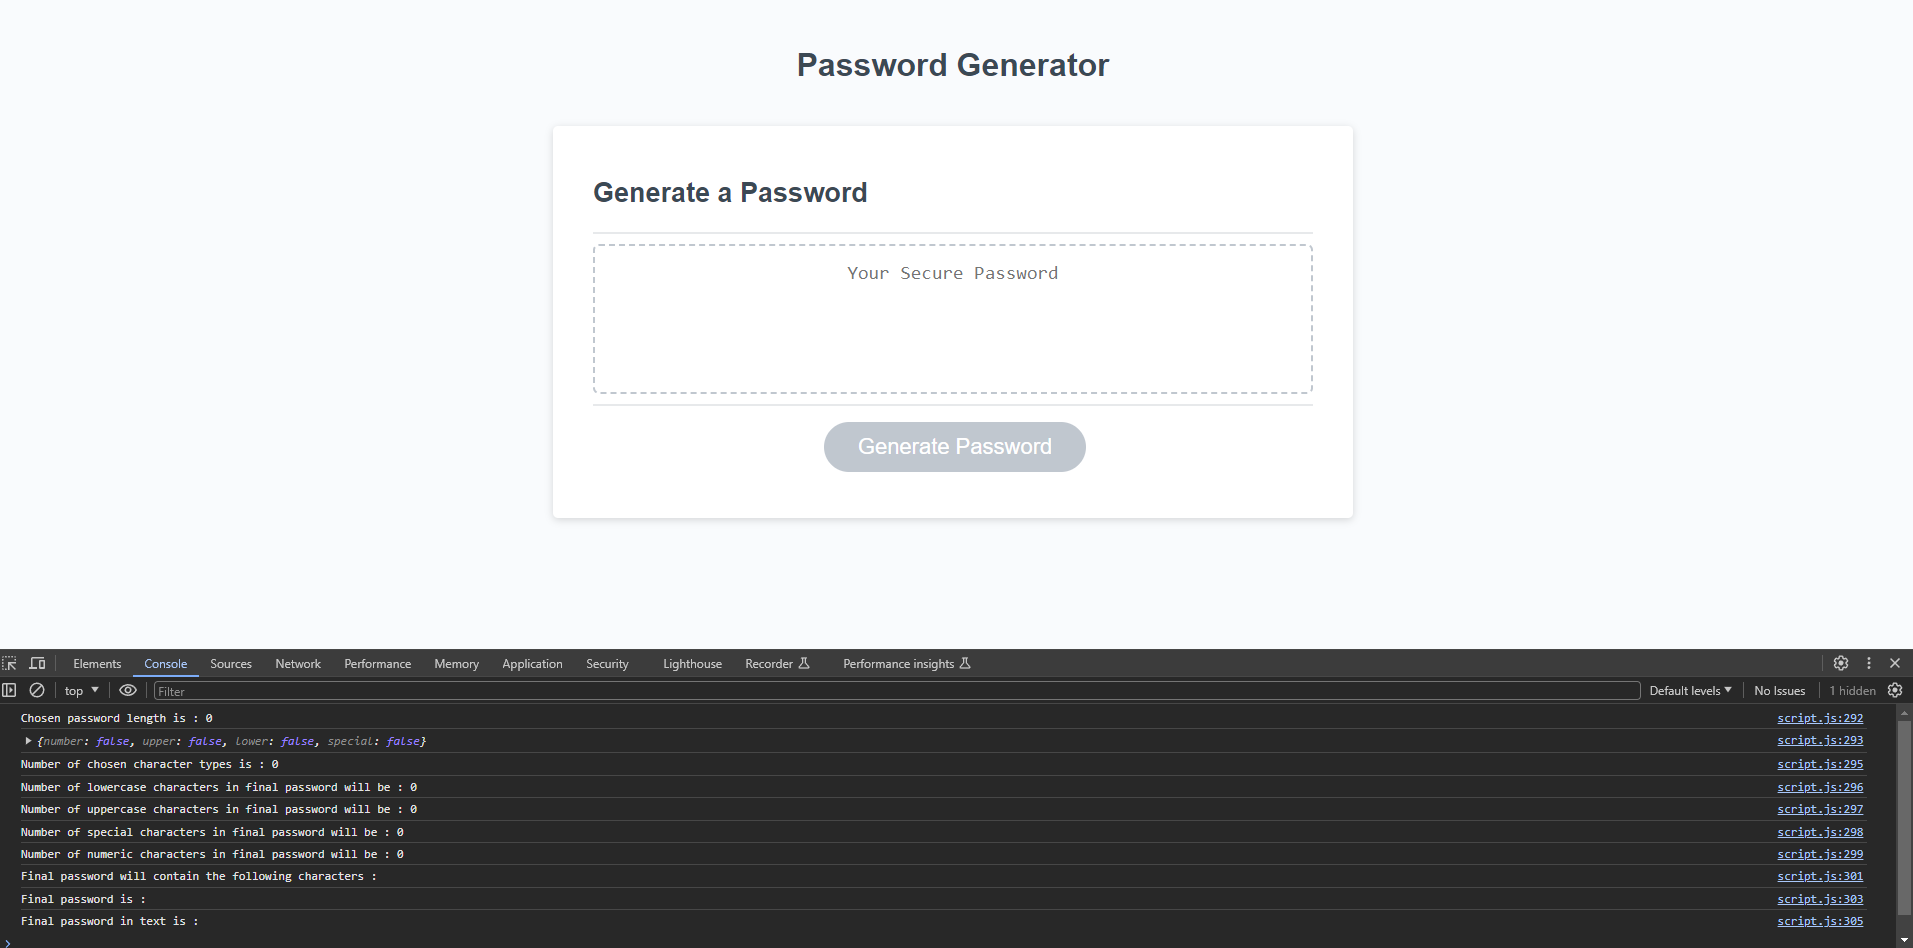 Password Generator
Generate a Password
Your Secure Password
Generate Password
Elements Console Sources Network Performance Memory Application Security Lighthouse Recorder Performance insights
top Filter Default levels No Issues 1 hidden
Chosen password length is : 0 script.js:292
{number: false, upper: false, lower: false, special: false} script.js:293
Number of chosen character types is : 0 script.js:295
Number of lowercase characters in final password will be : 0 script.js:296
Number of uppercase characters in final password will be : 0 script.js:297
Number of special characters in final password will be : 0 script.js:298
Number of numeric characters in final password will be : 0 script.js:299
Final password will contain the following characters : script.js:301
Final password is : script.js:303
Final password in text is : script.js:305